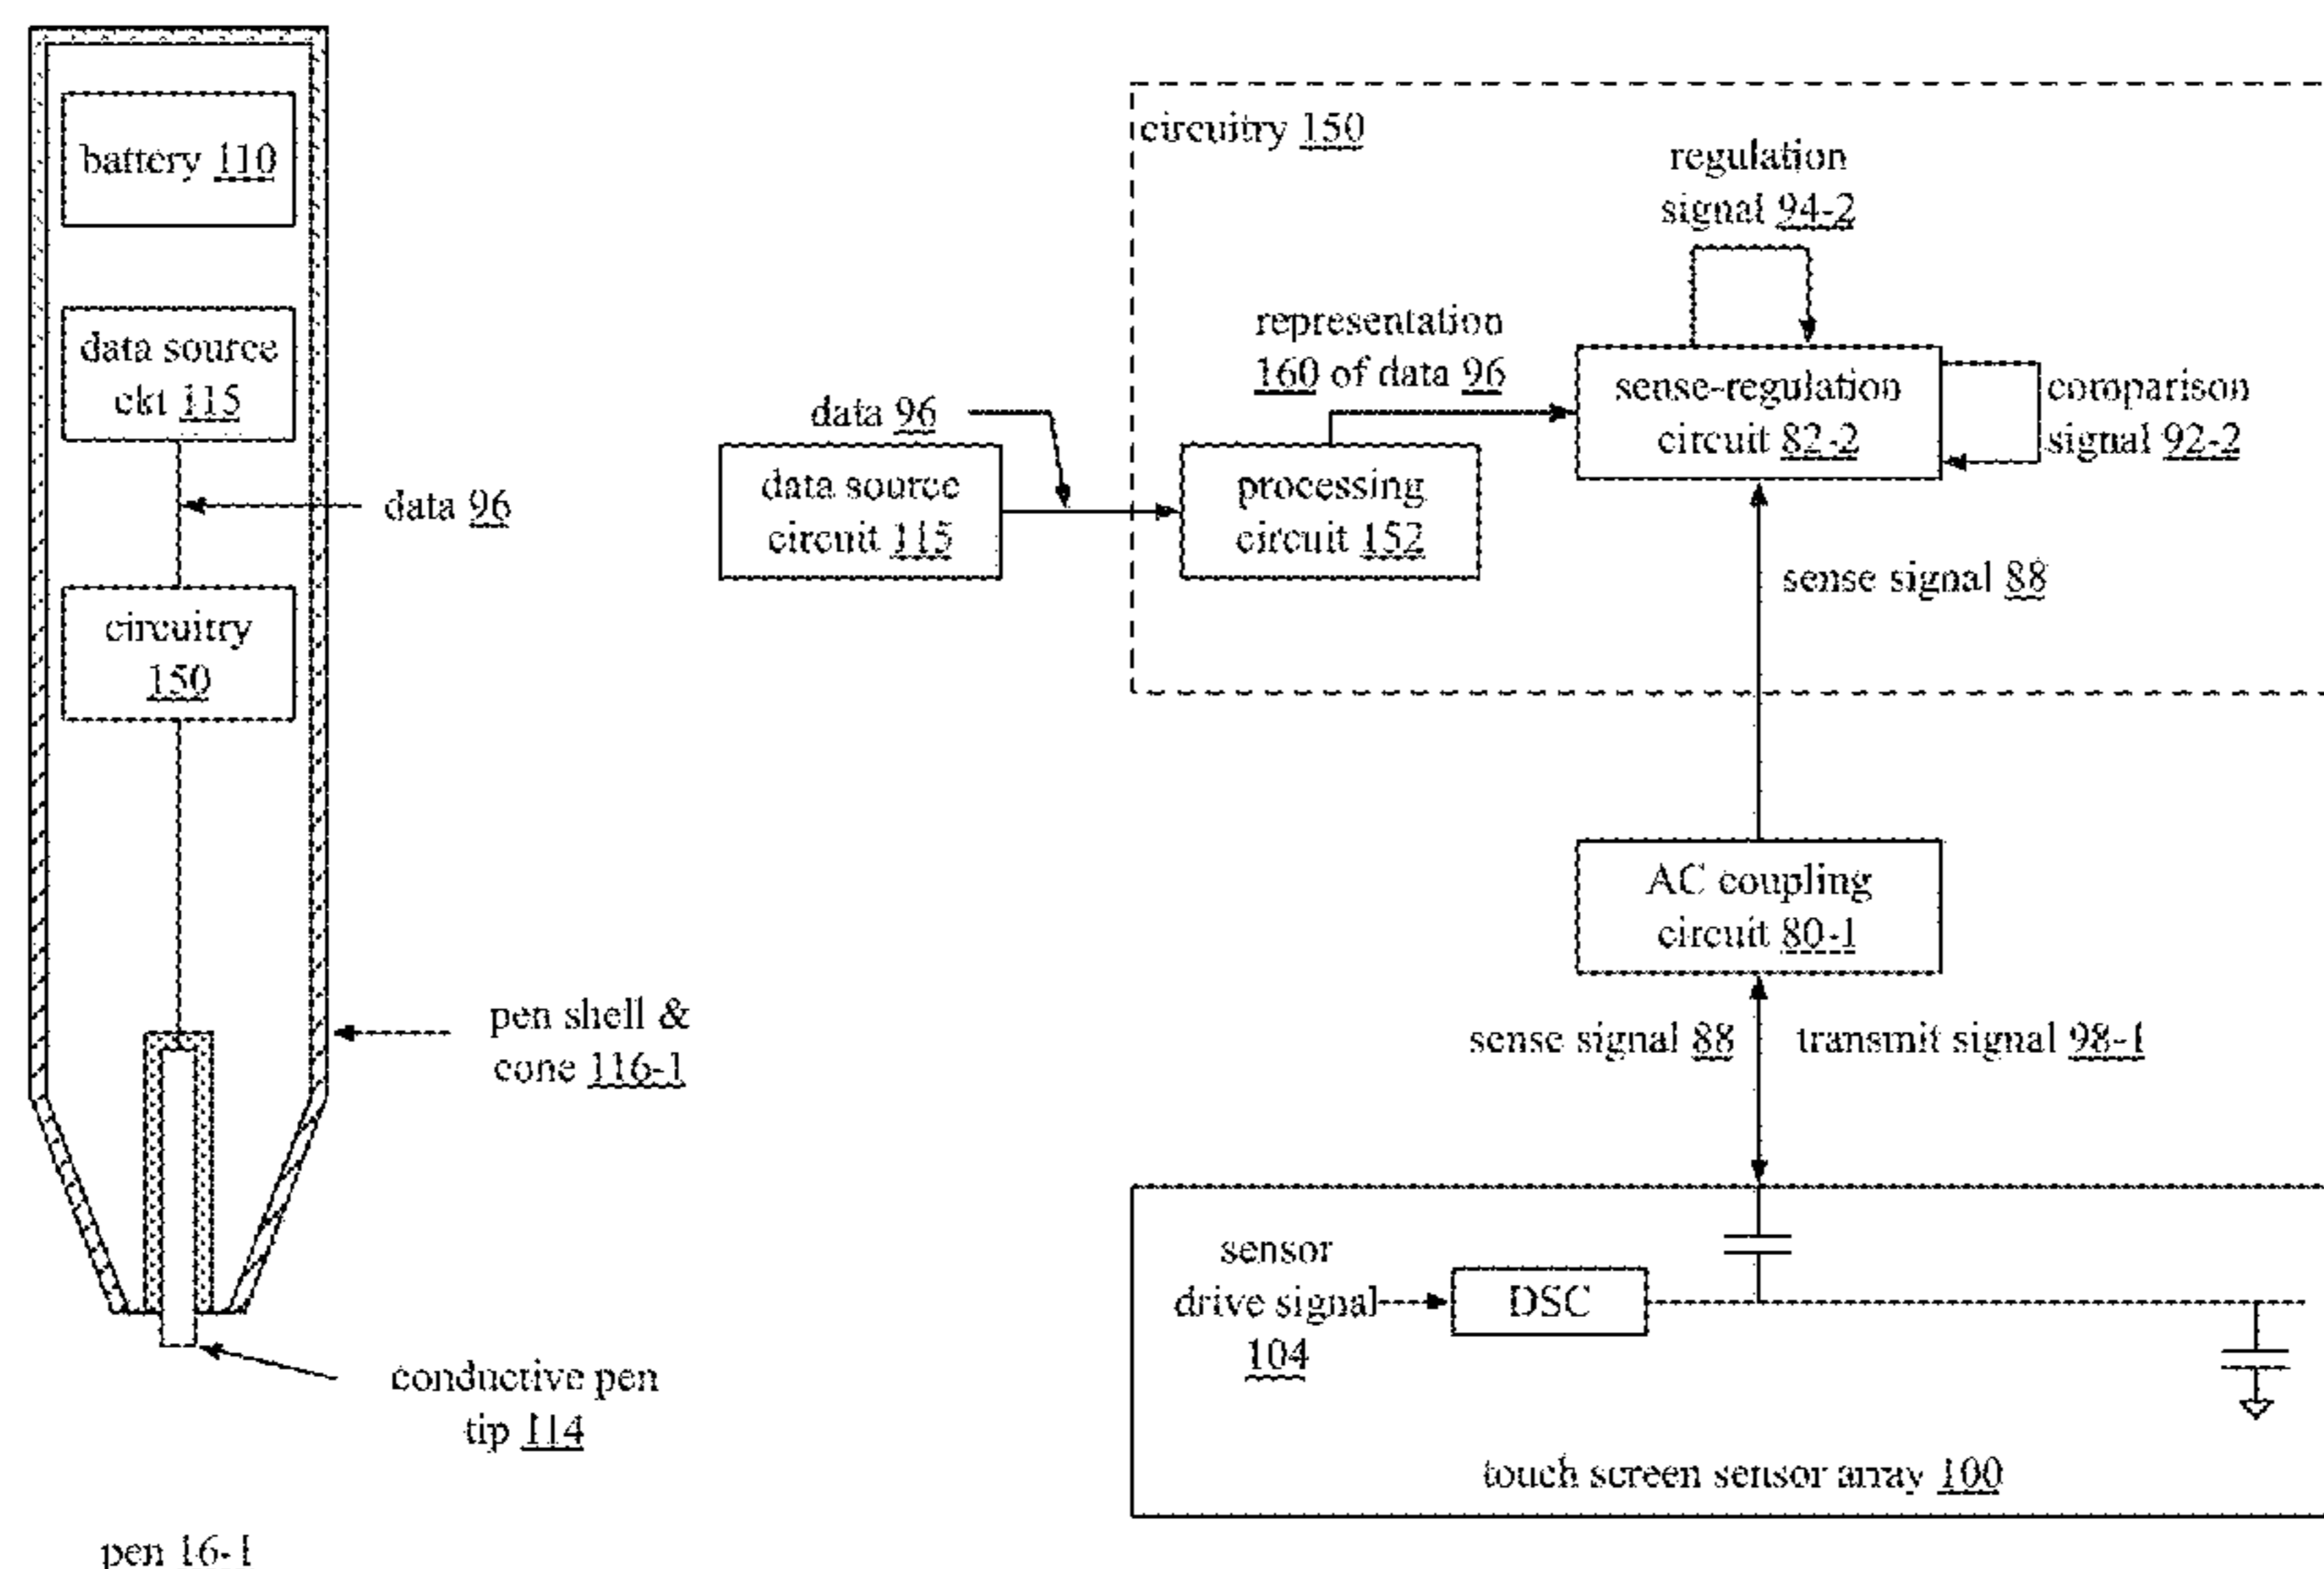 battery 110
data source
ckt 115
data 96
circuitry
150
pen shell &
cone 116-1
conductive pen
tip 114
pen 16-1
circuitry 150
regulation
signal 94-2
representation
160 of data 96
sense-regulation
circuit 82-2
comparison
signal 92-2
data 96
data source
circuit 115
processing
circuit 152
sense signal 88
AC coupling
circuit 80-1
sense signal 88
transmit signal 98-1
sensor
drive signal
104
DSC
touch screen sensor array 100